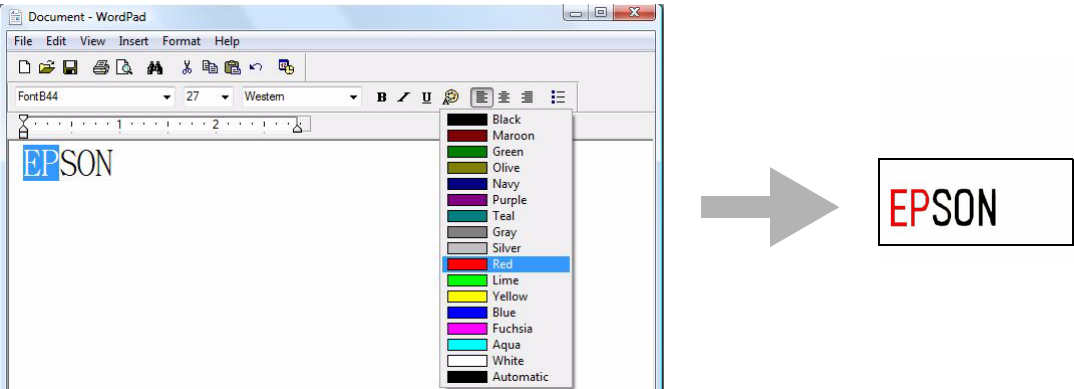 Document - WordPad
File Edit View Insert Format Help
FontB44 27 Western B I U
1 2
EPSON
Black
Maroon
Green
Olive
Navy
Purple
Teal
Gray
Silver
Red
Lime
Yellow
Blue
Fuchsia
Aqua
White
Automatic
EPSON